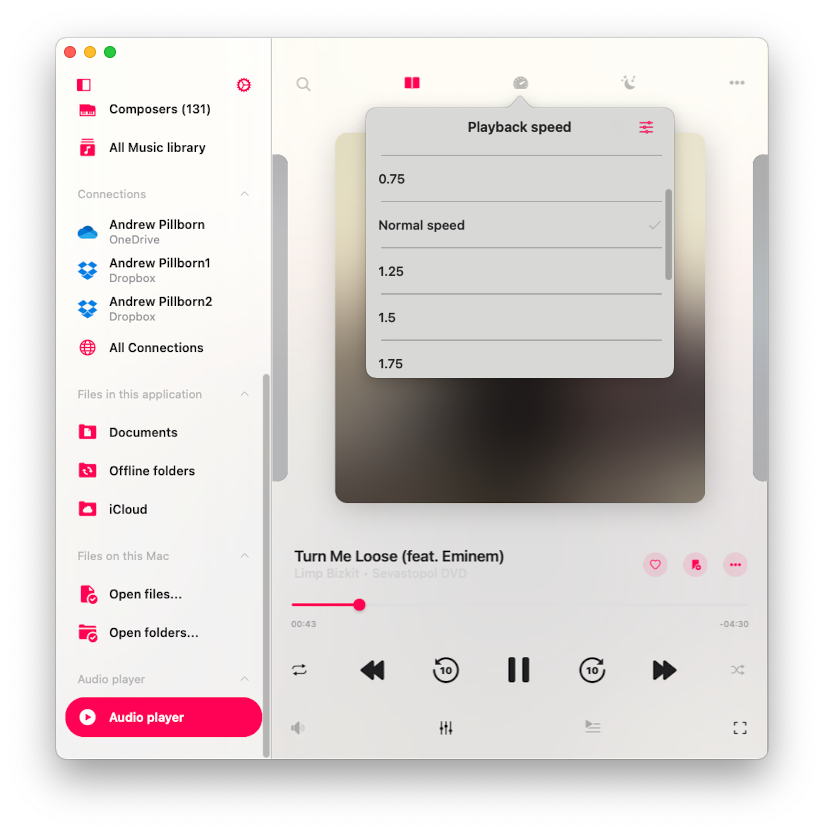 Composers (131)
All Music library
Connections
Andrew Pillborn
OneDrive
Andrew Pillborn1
Dropbox
Andrew Pillborn2
Dropbox
All Connections
Files in this application
Documents
Offline folders
iCloud
Files on this Mac
Open files...
Open folders...
Audio player
Audio player
Playback speed
0.75
Normal speed
1.25
1.5
1.75
Turn Me Loose (feat. Eminem)
Limp Bizkit • Sevastopol DVD
00:43
-04:30
10
10